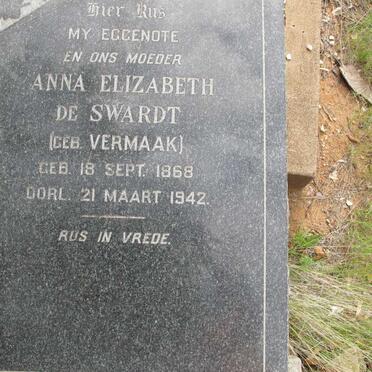 Hier Rus
MY EGGENOTE
EN ONS MOEDER
ANNA ELIZABETH
DE SWARDT
(GEB. VERMAAK)
GEB. 18 SEPT. 1868
OORL. 21 MAART 1942.
RUS IN VREDE.